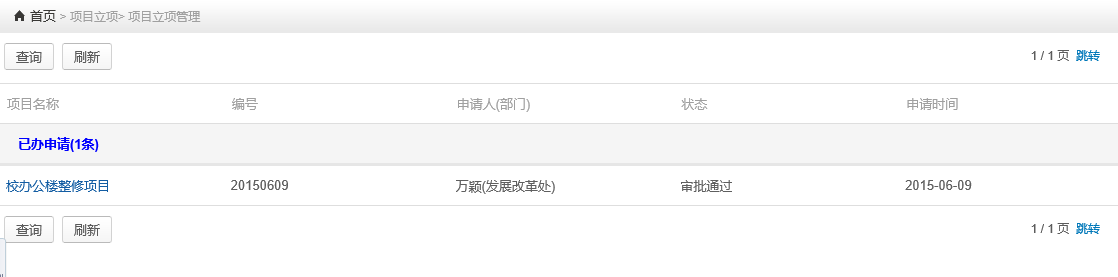 首页 > 项目立项> 项目立项管理
查询 刷新 1 / 1 页 跳转
项目名称 编号 申请人(部门) 状态 申请时间
已办申请(1条)
校办公楼整修项目 20150609 万颖(发展改革处) 审批通过 2015-06-09
查询 刷新 1 / 1 页 跳转